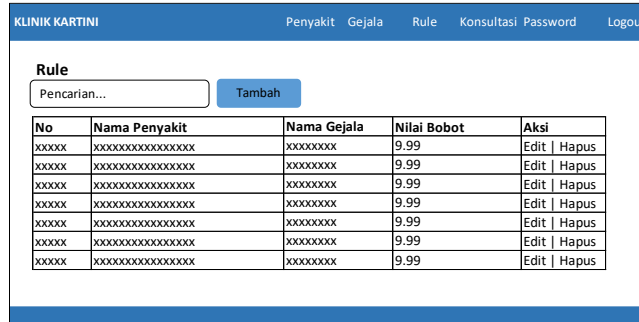 KLINIK KARTINI Penyakit Gejala Rule Konsultasi Password Logou
Rule
Pencarian... Tambah
No Nama Penyakit Nama Gejala Nilai Bobot Aksi
xxxxx xxxxxxxxxxxxxxxx xxxxxxxx 9.99 Edit | Hapus
xxxxx xxxxxxxxxxxxxxxx xxxxxxxx 9.99 Edit | Hapus
xxxxx xxxxxxxxxxxxxxxx xxxxxxxx 9.99 Edit | Hapus
xxxxx xxxxxxxxxxxxxxxx xxxxxxxx 9.99 Edit | Hapus
xxxxx xxxxxxxxxxxxxxxx xxxxxxxx 9.99 Edit | Hapus
xxxxx xxxxxxxxxxxxxxxx xxxxxxxx 9.99 Edit | Hapus
xxxxx xxxxxxxxxxxxxxxx xxxxxxxx 9.99 Edit | Hapus